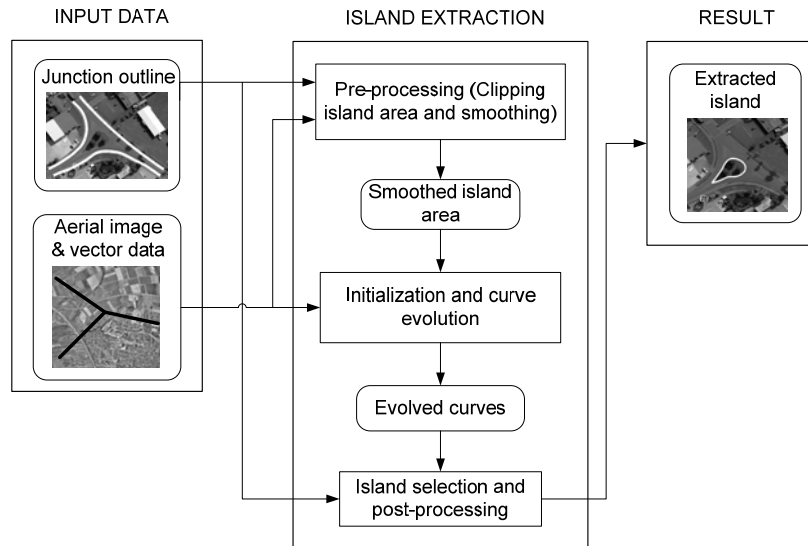 INPUT DATA
ISLAND EXTRACTION
RESULT
Junction outline
Aerial image
& vector data
Pre-processing (Clipping
island area and smoothing)
Smoothed island
area
Initialization and curve
evolution
Evolved curves
Island selection and
post-processing
Extracted
island